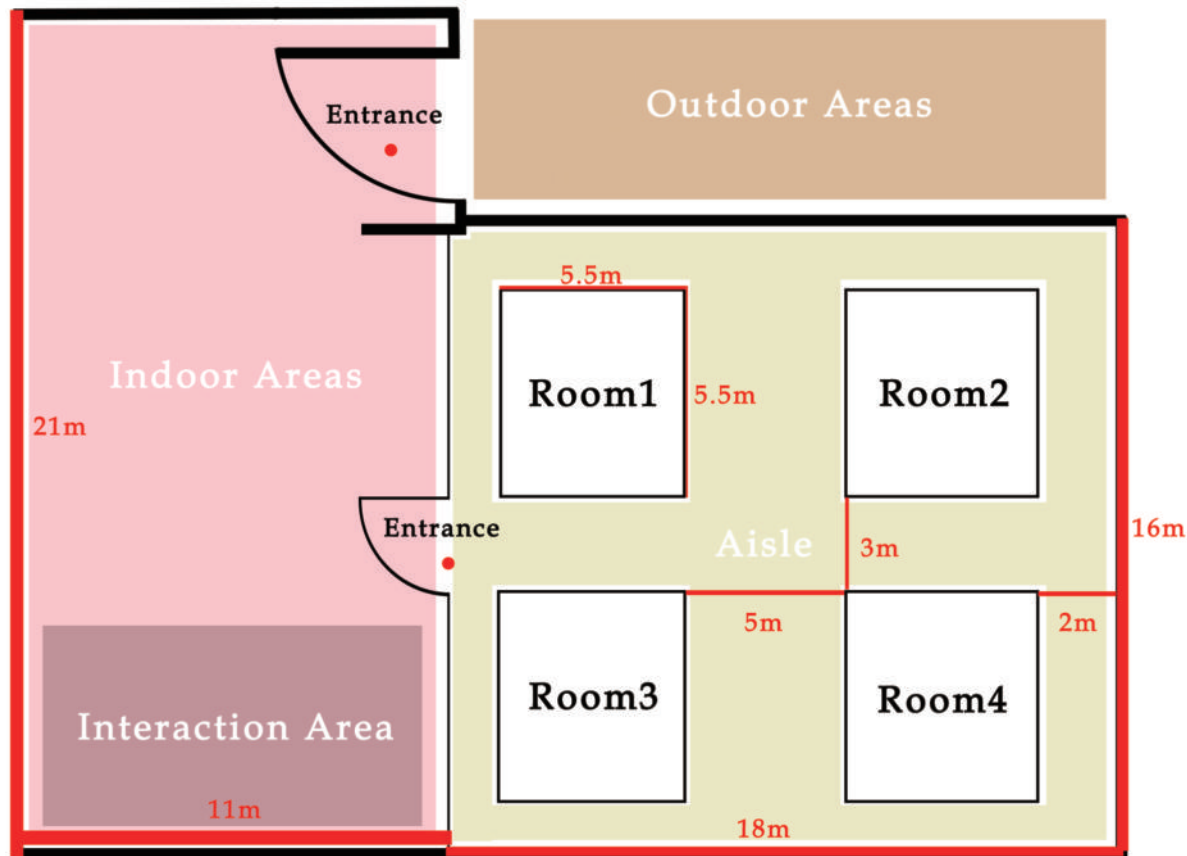 Outdoor Areas
Entrance
5.5m
Indoor Areas
Room1
5.5m
Room2
21m
Entrance
Aisle
3m
16m
5m
2m
Room3
Room4
Interaction Area
11m
18m